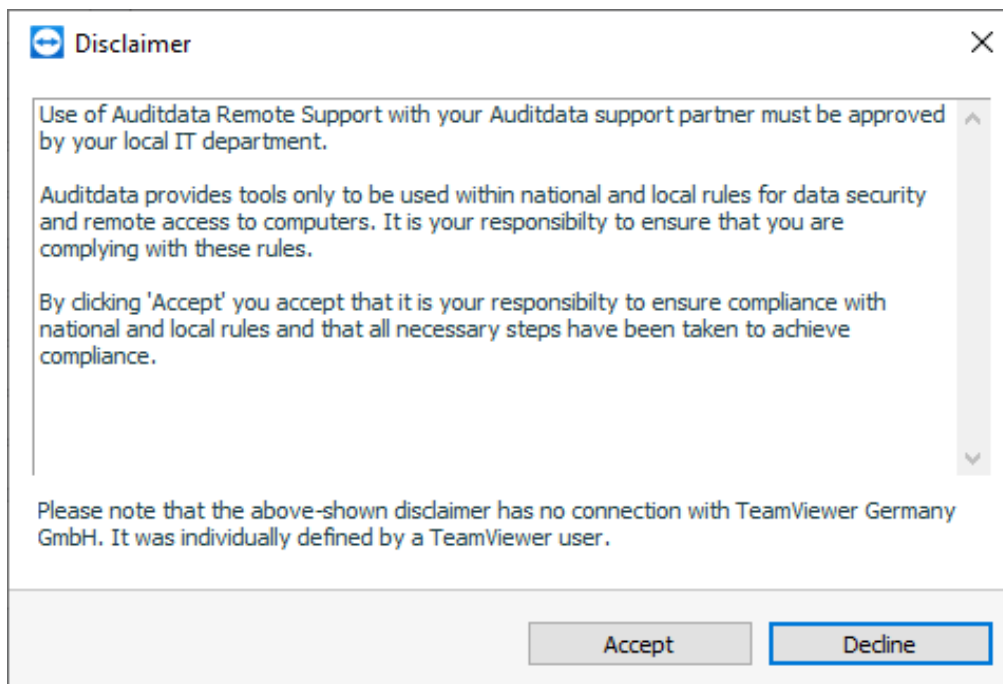 Disclaimer
Use of Auditdata Remote Support with your Auditdata support partner must be approved
by your local IT department.
Auditdata provides tools only to be used within national and local rules for data security
and remote access to computers. It is your responsibilty to ensure that you are
complying with these rules.
By clicking 'Accept' you accept that it is your responsibilty to ensure compliance with
national and local rules and that all necessary steps have been taken to achieve
compliance.
Please note that the above-shown disclaimer has no connection with TeamViewer Germany
GmbH. It was individually defined by a TeamViewer user.
Accept
Decline